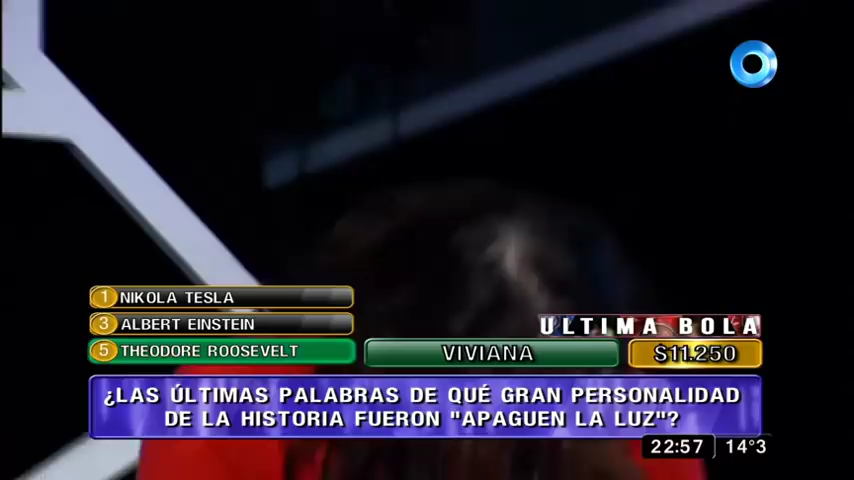 1 NIKOLA TESLA
3 ALBERT EINSTEIN
5 THEODORE ROOSEVELT
ULTIMA BOLA
VIVIANA
$11.250
¿LAS ÚLTIMAS PALABRAS DE QUÉ GRAN PERSONALIDAD
DE LA HISTORIA FUERON "APAGUEN LA LUZ"?
22:57 14°3